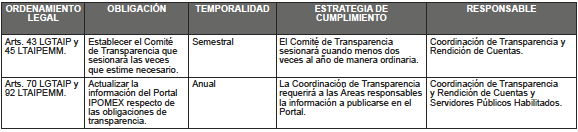 ORDENAMIENTO LEGAL
OBLIGACIÓN
TEMPORALIDAD
ESTRATEGIA DE CUMPLIMIENTO
RESPONSABLE
Arts. 43 LGTAIP y
45 LTAIPEMM.
Establecer el Comité
de Transparencia que
sesionará las veces
que estime necesario.
Semestral
El Comité de Transparencia
sesionará cuando menos dos
veces al año de manera ordinaria.
Coordinación de Transparencia y
Rendición de Cuentas.
Arts. 70 LGTAIP y
92 LTAIPEMM.
Actualizar la
información del Portal
IPOMEX respecto de
las obligaciones de
transparencia.
Anual
La Coordinación de Transparencia
requerirá a las Áreas responsables
la información a publicarse en el
Portal.
Coordinación de Transparencia
y Rendición de Cuentas y
Servidores Públicos Habilitados.